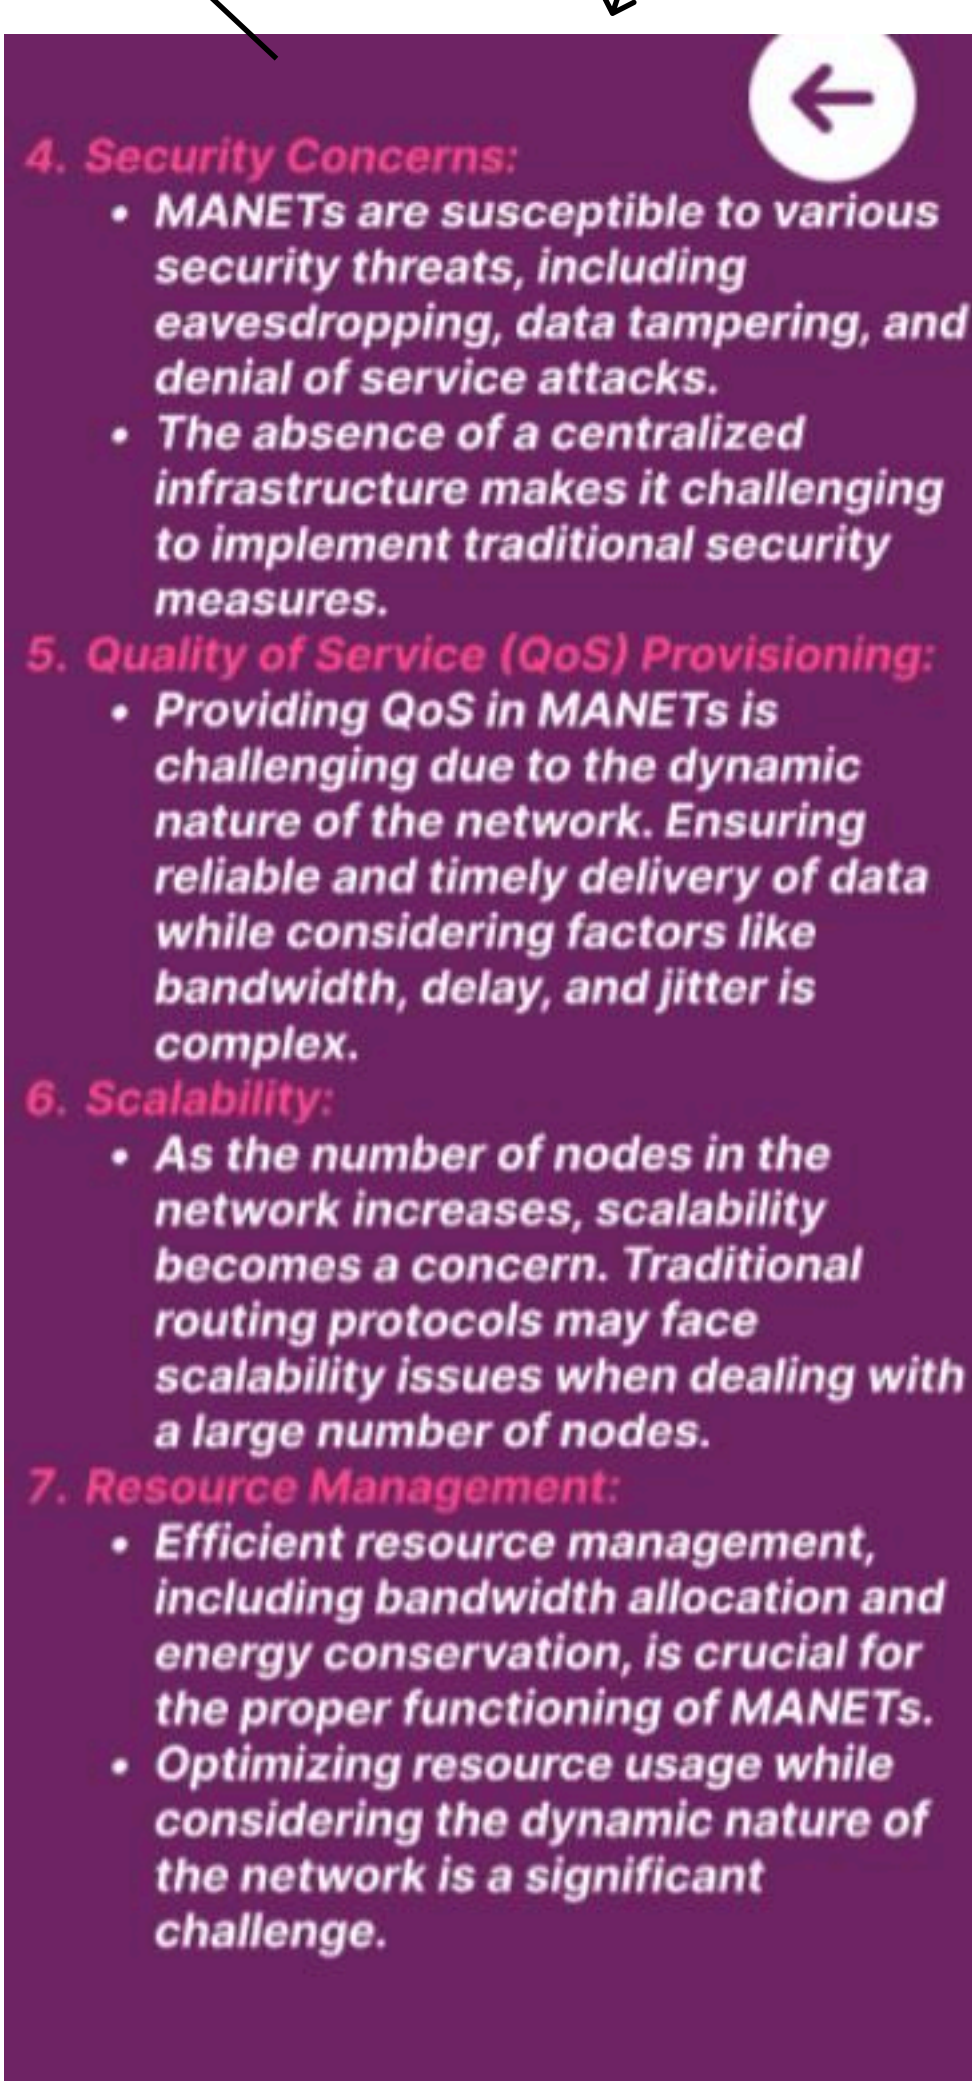 4. Security Concerns:
• MANETs are susceptible to various
security threats, including
eavesdropping, data tampering, and
denial of service attacks.
• The absence of a centralized
infrastructure makes it challenging
to implement traditional security
measures.
5. Quality of Service (QoS) Provisioning:
• Providing QoS in MANETs is
challenging due to the dynamic
nature of the network. Ensuring
reliable and timely delivery of data
while considering factors like
bandwidth, delay, and jitter is
complex.
6. Scalability:
• As the number of nodes in the
network increases, scalability
becomes a concern. Traditional
routing protocols may face
scalability issues when dealing with
a large number of nodes.
7. Resource Management:
• Efficient resource management,
including bandwidth allocation and
energy conservation, is crucial for
the proper functioning of MANETs.
• Optimizing resource usage while
considering the dynamic nature of
the network is a significant
challenge.